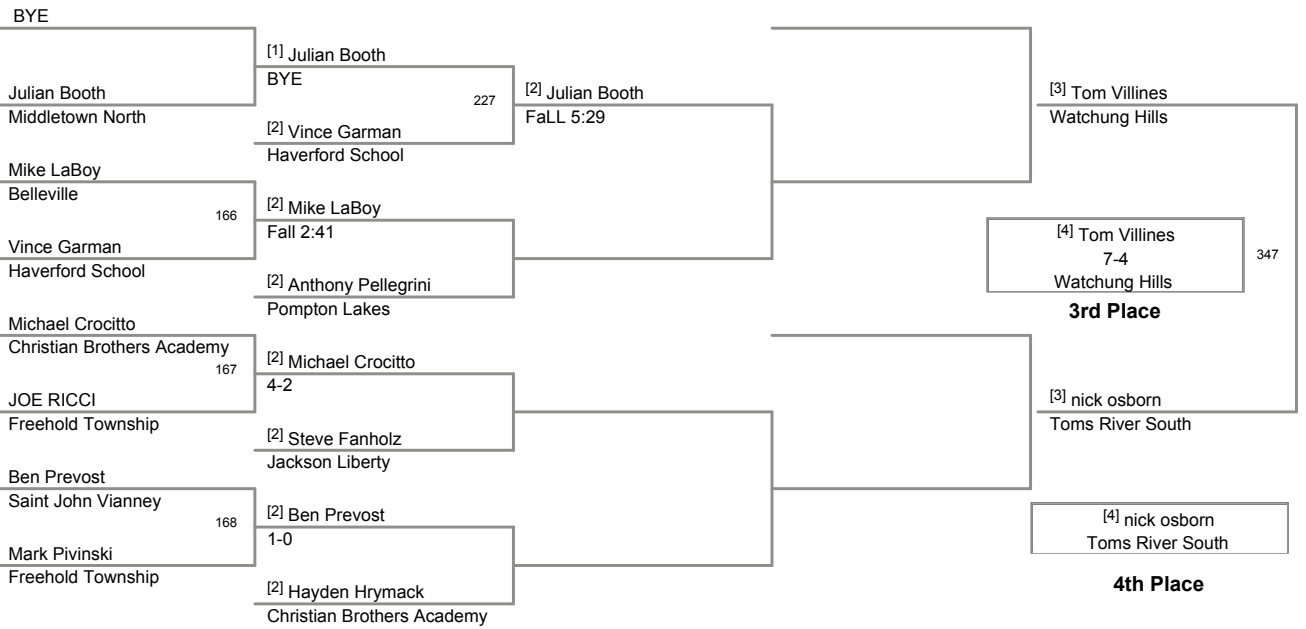 BYE
Julian Booth
Middletown North
Mike LaBoy
Belleville
166
Vince Garman
Haverford School
Michael Crocitto
Christian Brothers Academy
167
JOE RICCI
Freehold Township
Ben Prevost
Saint John Vianney
168
Mark Pivinski
Freehold Township
[1] Julian Booth
BYE
227
[2] Vince Garman
Haverford School
[2] Mike LaBoy
Fall 2:41
[2] Anthony Pellegrini
Pompton Lakes
[2] Michael Crocitto
4-2
[2] Steve Fanholz
Jackson Liberty
[2] Ben Prevost
1-0
[2] Hayden Hrymack
Christian Brothers Academy
[2] Julian Booth
FaLL 5:29
[3] Tom Villines
Watchung Hills
[4] Tom Villines
7-4
Watchung Hills
347
3rd Place
[3] nick osborn
Toms River South
[4] nick osborn
Toms River South
4th Place